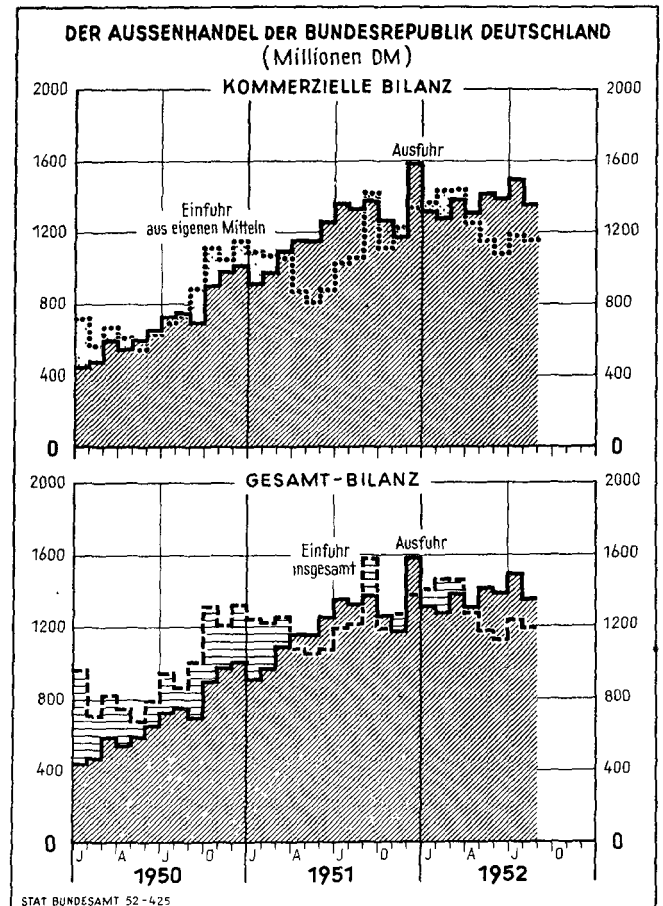 DER AUSSENHANDEL DER BUNDESREPUBLIK DEUTSCHLAND
(Millionen DM)
KOMMERZIELLE BILANZ
2000 2000
1600 1600
Ausfuhr
Einfuhr
aus eigenen Mitteln
1200 1200
800 800
400 400
0 0
GESAMT-BILANZ
2000 2000
1600 1600
Einfuhr
insgesamt
Ausfuhr
1200 1200
800 800
400 400
0 0
J A J O J A J O J A J O
1950 1951 1952
STAT BUNDESAMT 52-425